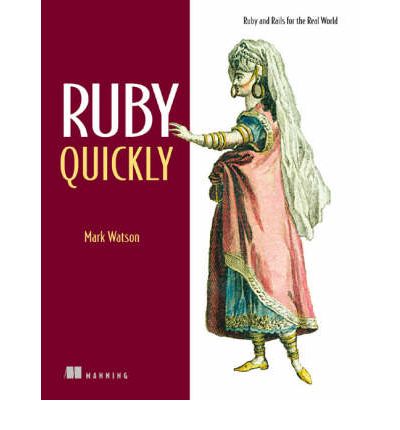 Ruby and Rails for the Real World
RUBY
QUICKLY
Mark Watson
MANNING